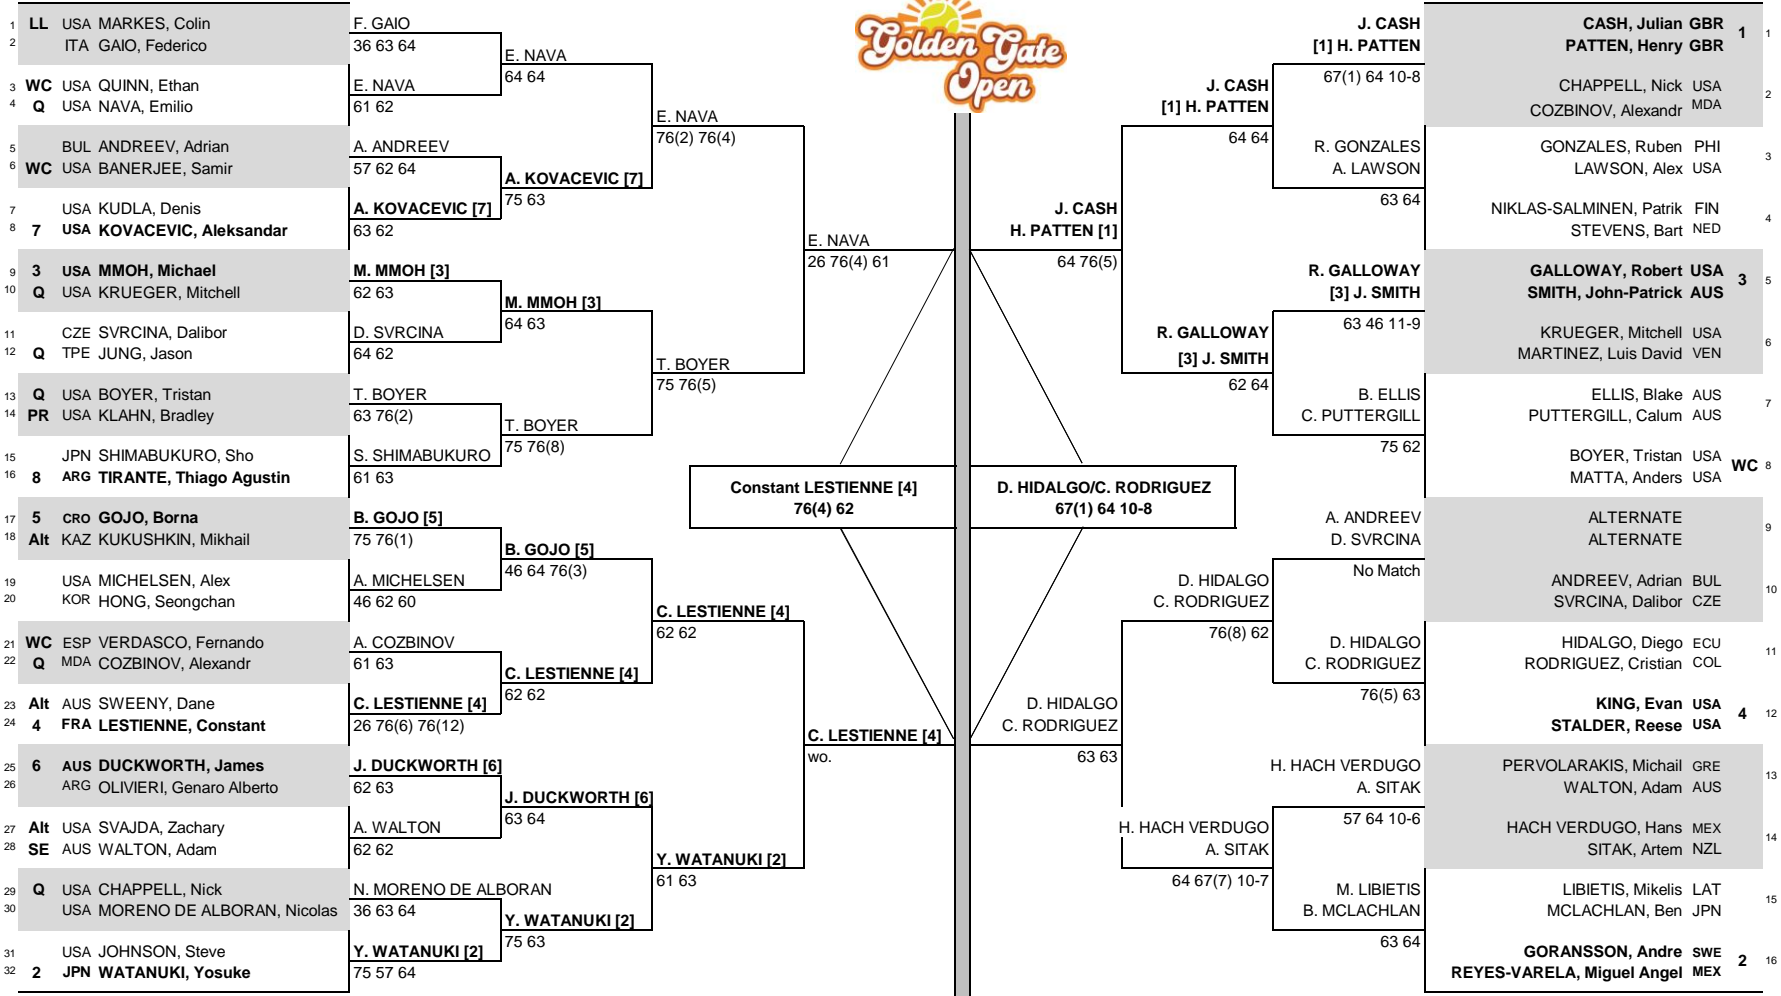 Golden Gate
Open
1 LL USA MARKES, Colin
2 ITA GAIO, Federico
3 WC USA QUINN, Ethan
4 Q USA NAVA, Emilio
5 BUL ANDREEV, Adrian
6 WC USA BANERJEE, Samir
7 USA KUDLA, Denis
8 7 USA KOVACEVIC, Aleksandar
9 3 USA MMOH, Michael
10 Q USA KRUEGER, Mitchell
11 CZE SVRCINA, Dalibor
12 Q TPE JUNG, Jason
13 Q USA BOYER, Tristan
14 PR USA KLAHN, Bradley
15 JPN SHIMABUKURO, Sho
16 8 ARG TIRANTE, Thiago Agustin
17 5 CRO GOJO, Borna
18 Alt KAZ KUKUSHKIN, Mikhail
19 USA MICHELSEN, Alex
20 KOR HONG, Seongchan
21 WC ESP VERDASCO, Fernando
22 Q MDA COZBINOV, Alexandr
23 Alt AUS SWEENY, Dane
24 4 FRA LESTIENNE, Constant
25 6 AUS DUCKWORTH, James
26 ARG OLIVIERI, Genaro Alberto
27 Alt USA SVAJDA, Zachary
28 SE AUS WALTON, Adam
29 Q USA CHAPPELL, Nick
30 USA MORENO DE ALBORAN, Nicolas
31 USA JOHNSON, Steve
32 2 JPN WATANUKI, Yosuke
F. GAIO
36 63 64
E. NAVA
61 62
A. ANDREEV
57 62 64
A. KOVACEVIC [7]
63 62
M. MMOH [3]
62 63
D. SVRCINA
64 62
T. BOYER
63 76(2)
S. SHIMABUKURO
61 63
B. GOJO [5]
75 76(1)
A. MICHELSEN
46 62 60
A. COZBINOV
61 63
C. LESTIENNE [4]
26 76(6) 76(12)
J. DUCKWORTH [6]
62 63
A. WALTON
62 62
N. MORENO DE ALBORAN
36 63 64
Y. WATANUKI [2]
75 57 64
E. NAVA
64 64
A. KOVACEVIC [7]
75 63
M. MMOH [3]
64 63
T. BOYER
75 76(8)
B. GOJO [5]
46 64 76(3)
C. LESTIENNE [4]
62 62
J. DUCKWORTH [6]
63 64
Y. WATANUKI [2]
75 63
E. NAVA
76(2) 76(4)
T. BOYER
75 76(5)
C. LESTIENNE [4]
62 62
Y. WATANUKI [2]
61 63
E. NAVA
26 76(4) 61
C. LESTIENNE [4]
wo.
Constant LESTIENNE [4]
76(4) 62
D. HIDALGO/C. RODRIGUEZ
67(1) 64 10-8
J. CASH
H. PATTEN [1]
64 76(5)
D. HIDALGO
C. RODRIGUEZ
63 63
J. CASH
[1] H. PATTEN
64 64
R. GALLOWAY
[3] J. SMITH
62 64
D. HIDALGO
C. RODRIGUEZ
76(8) 62
H. HACH VERDUGO
A. SITAK
64 67(7) 10-7
J. CASH
[1] H. PATTEN
67(1) 64 10-8
R. GONZALES
A. LAWSON
63 64
R. GALLOWAY
[3] J. SMITH
63 46 11-9
B. ELLIS
C. PUTTERGILL
75 62
A. ANDREEV
D. SVRCINA
No Match
D. HIDALGO
C. RODRIGUEZ
76(5) 63
H. HACH VERDUGO
A. SITAK
57 64 10-6
M. LIBIETIS
B. MCLACHLAN
63 64
CASH, Julian GBR
PATTEN, Henry GBR
1 1
CHAPPELL, Nick USA
COZBINOV, Alexandr MDA
2
GONZALES, Ruben PHI
LAWSON, Alex USA
3
NIKLAS-SALMINEN, Patrik FIN
STEVENS, Bart NED
4
GALLOWAY, Robert USA
SMITH, John-Patrick AUS
3 5
KRUEGER, Mitchell USA
MARTINEZ, Luis David VEN
6
ELLIS, Blake AUS
PUTTERGILL, Calum AUS
7
BOYER, Tristan USA
MATTA, Anders USA
WC 8
ALTERNATE
ALTERNATE
9
ANDREEV, Adrian BUL
SVRCINA, Dalibor CZE
10
HIDALGO, Diego ECU
RODRIGUEZ, Cristian COL
11
KING, Evan USA
STALDER, Reese USA
4 12
PERVOLARAKIS, Michail GRE
WALTON, Adam AUS
13
HACH VERDUGO, Hans MEX
SITAK, Artem NZL
14
LIBIETIS, Mikelis LAT
MCLACHLAN, Ben JPN
15
GORANSSON, Andre SWE
REYES-VARELA, Miguel Angel MEX
2 16